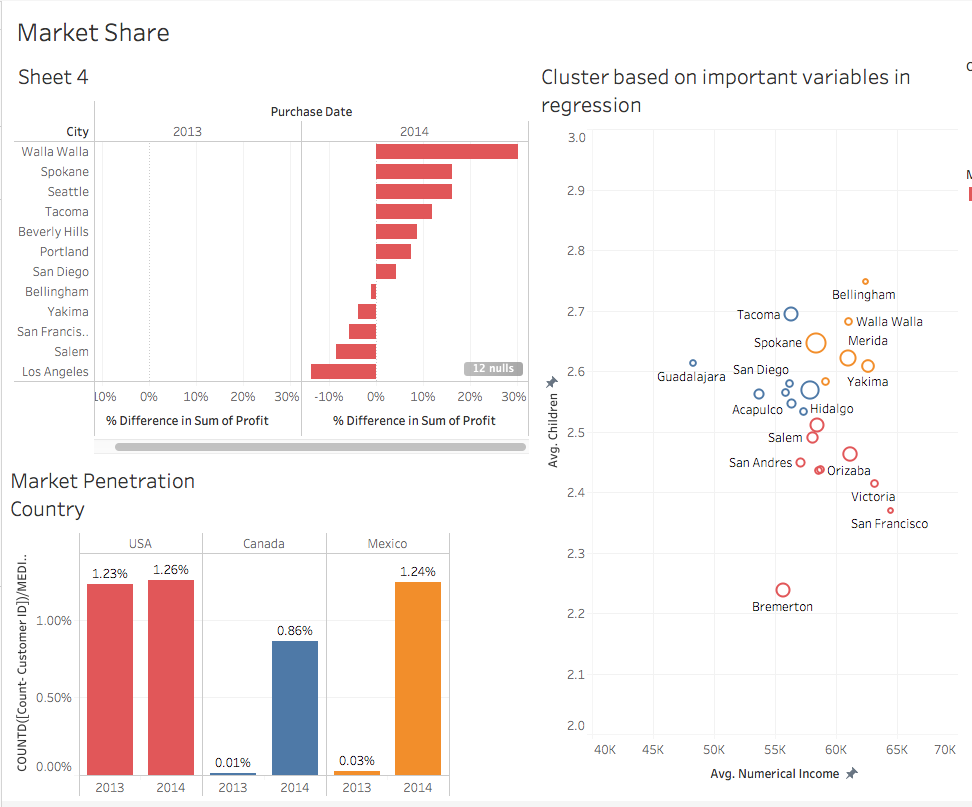 Market Share
Sheet 4
Purchase Date
City
2013
2014
Walla Walla
Spokane
Seattle
Tacoma
Beverly Hills
Portland
San Diego
Bellingham
Yakima
San Francis..
Salem
Los Angeles
12 nulls
10% 0% 10% 20% 30%
-10% 0% 10% 20% 30%
% Difference in Sum of Profit
% Difference in Sum of Profit
Cluster based on important variables in
regression
3.0
2.9
2.8
2.7
2.6
2.5
2.4
2.3
2.2
2.1
2.0
Avg. Children
Bellingham
Tacoma
Walla Walla
Spokane
Merida
Guadalajara
San Diego
Yakima
Acapulco
Hidalgo
Salem
San Andres
Orizaba
Victoria
San Francisco
Bremerton
40K 45K 50K 55K 60K 65K 70K
Avg. Numerical Income
Market Penetration
Country
USA
Canada
Mexico
COUNTD([Count- Customer ID])/MEDI..
1.00%
0.50%
0.00%
1.23%
1.26%
0.01%
0.86%
0.03%
1.24%
2013 2014 2013 2014 2013 2014